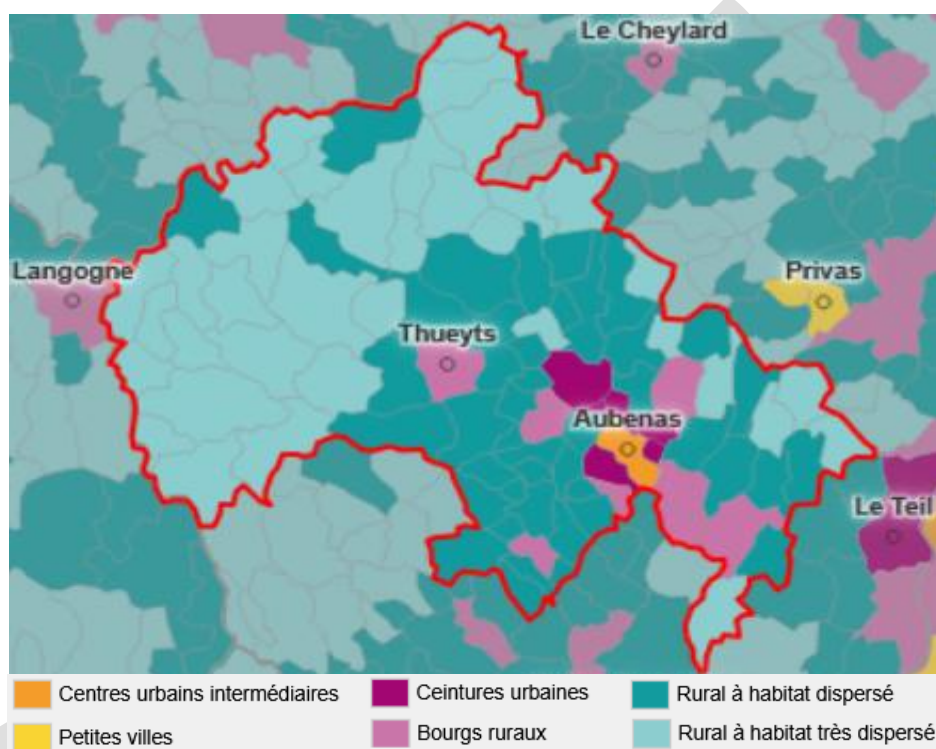 Le Cheylard
Langogne
Privas
Thueyts
Aubenas
Le Teil
Centres urbains intermédiaires
Ceintures urbaines
Rural à habitat dispersé
Petites villes
Bourgs ruraux
Rural à habitat très dispersé